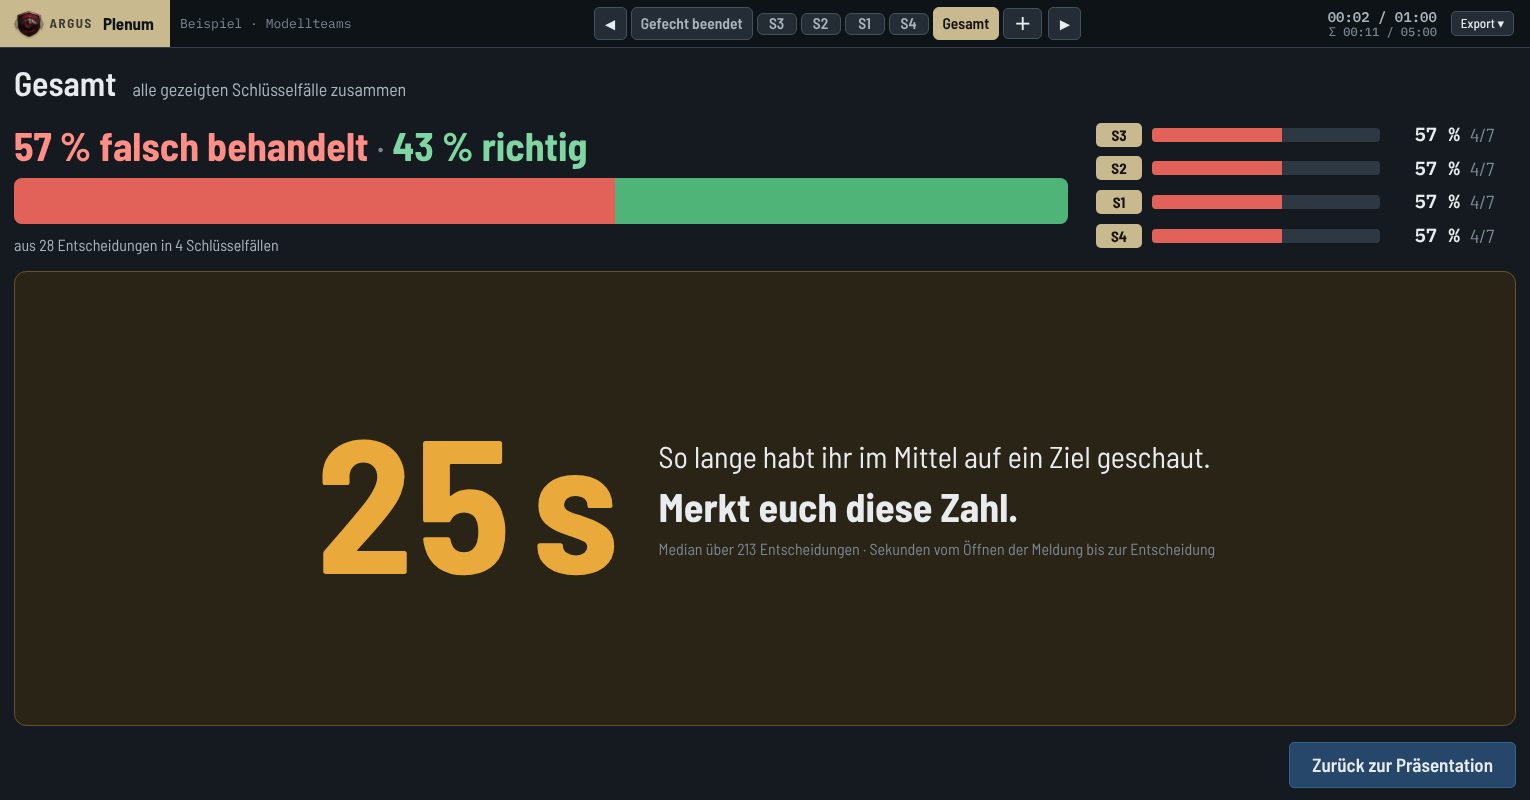 ARGUS Plenum
Beispiel · Modellteams
◀ Gefecht beendet S3 S2 S1 S4 Gesamt + ▶
00:02 / 01:00
Σ 00:11 / 05:00
Export ▾
Gesamt alle gezeigten Schlüsselfälle zusammen
57 % falsch behandelt · 43 % richtig
aus 28 Entscheidungen in 4 Schlüsselfällen
S3 57 % 4/7
S2 57 % 4/7
S1 57 % 4/7
S4 57 % 4/7
25 s
So lange habt ihr im Mittel auf ein Ziel geschaut.
Merkt euch diese Zahl.
Median über 213 Entscheidungen · Sekunden vom Öffnen der Meldung bis zur Entscheidung
Zurück zur Präsentation